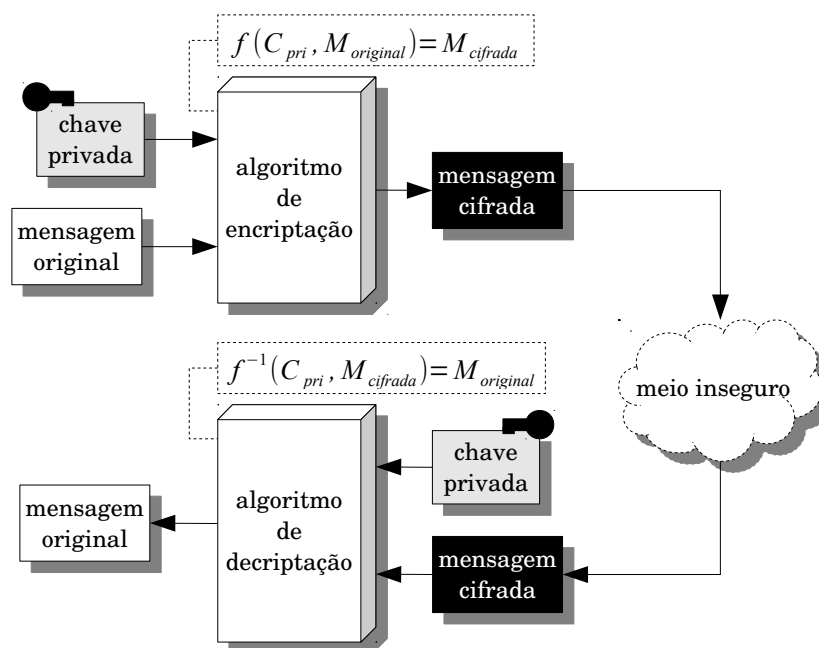 f(C_pri, M_original)=M_cifrada
chave
privada
mensagem
original
algoritmo
de
encriptação
mensagem
cifrada
meio inseguro
f⁻¹(C_pri, M_cifrada)=M_original
chave
privada
algoritmo
de
decriptação
mensagem
original
mensagem
cifrada